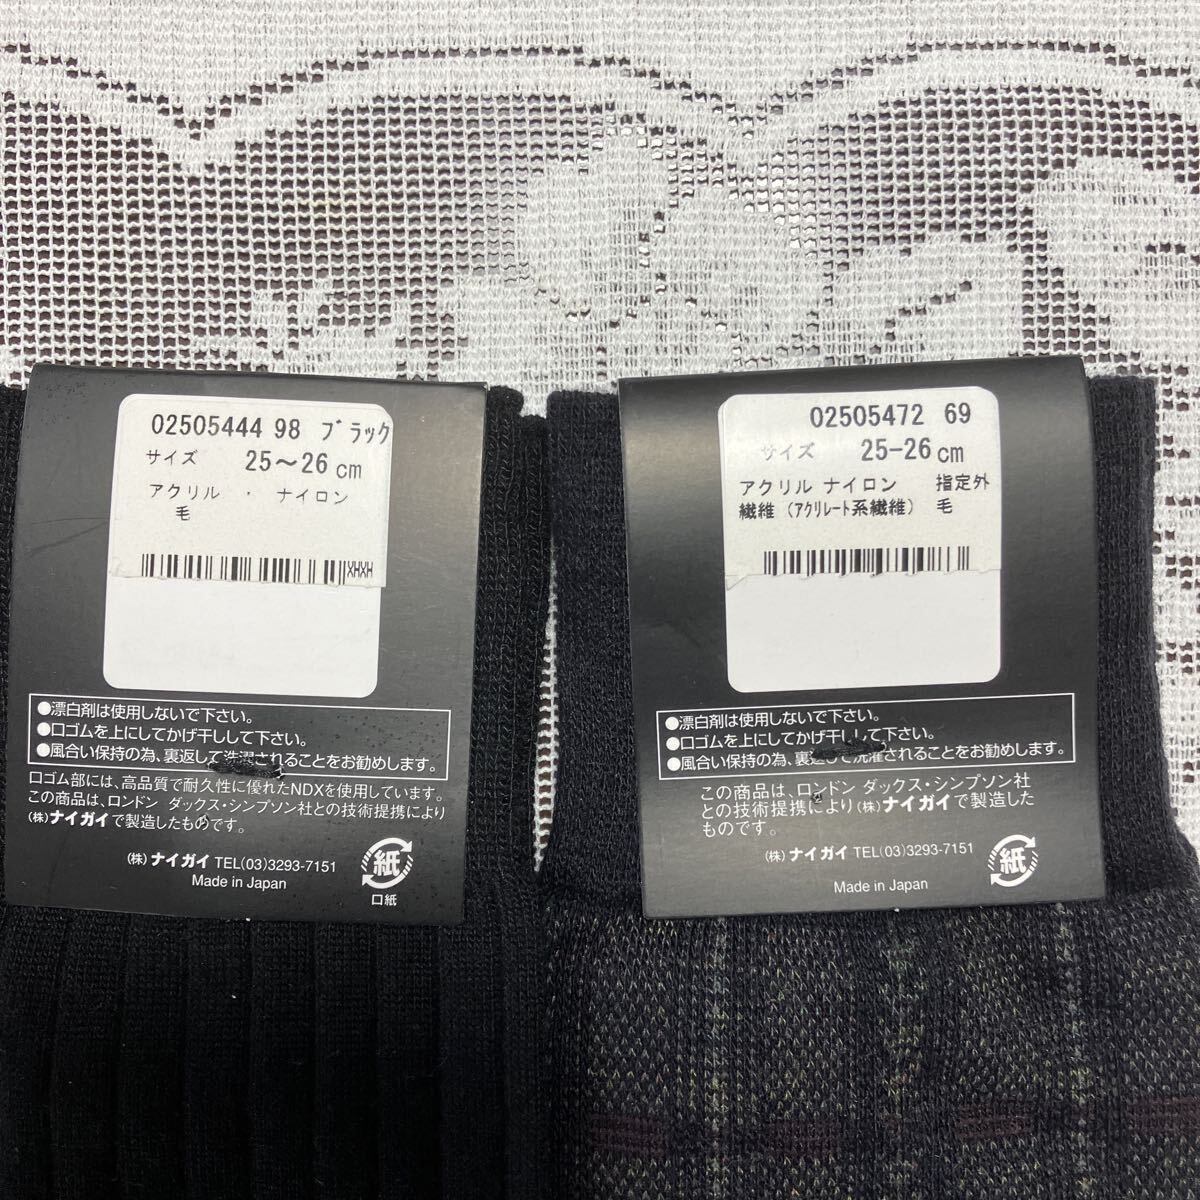 02505444 98 ブラック
サイズ 25～26cm
アクリル ・ ナイロン
毛
XHXH
●漂白剤は使用しないで下さい。
●口ゴムを上にしてかげ干しして下さい。
●風合い保持の為、裏返して洗濯されることをお勧めします。
口ゴム部には、高品質で耐久性に優れたNDXを使用しています。
この商品は、ロンドン ダックス・シンプソン社との技術提携により
(株)ナイガイで製造したものです。
(株)ナイガイ TEL(03)3293-7151
Made in Japan
紙
口紙
02505472 69
サイズ 25-26cm
アクリル ナイロン 指定外
繊維(アクリレート系繊維) 毛
●漂白剤は使用しないで下さい。
●口ゴムを上にしてかげ干しして下さい。
●風合い保持の為、裏返して洗濯されることをお勧めします。
この商品は、ロンドン ダックス・シンプソン社
との技術提携により(株)ナイガイで製造した
ものです。
(株)ナイガイ TEL(03)3293-7151
Made in Japan
紙